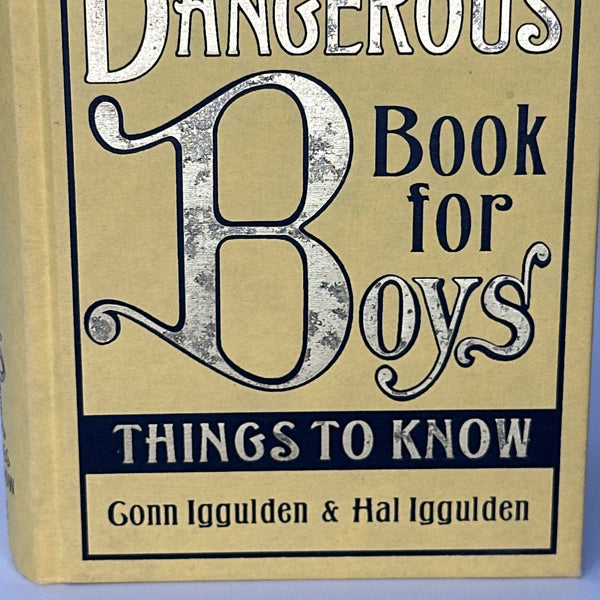 DANGEROUS
Book
for
Boys
THINGS TO KNOW
Conn Iggulden & Hal Iggulden